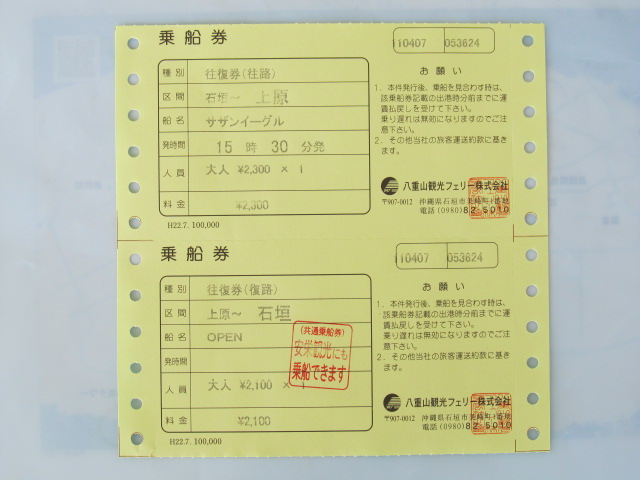 乗船券
110407 053624
種別 往復券(往路)
区間 石垣～ 上原
船名 サザンイーグル
発時間 15 時 30 分発
人員 大人 ¥2,300 × 1
料金 ¥2,300
H22.7. 100,000
お願い
1．本件発行後、乗船を見合わす時は、
該乗船券記載の出港時分前までに運
賃払戻しを受けて下さい。
乗り遅れは無効になりますのでご注
意下さい。
2．その他当社の旅客運送約款に基き
ます。
八重山観光フェリー株式会社
〒907-0012 沖縄県石垣市美崎町1番地
電話 (0980) 82-5010
乗船券
110407 053624
種別 往復券(復路)
区間 上原～ 石垣
船名 OPEN
発時間
人員 大人 ¥2,100 × 1
料金 ¥2,100
(共通乗船券)
安栄観光にも
乗船できます
H22.7. 100,000
お願い
1．本件発行後、乗船を見合わす時は、
該乗船券記載の出港時分前までに運
賃払戻しを受けて下さい。
乗り遅れは無効になりますのでご注
意下さい。
2．その他当社の旅客運送約款に基き
ます。
八重山観光フェリー株式会社
〒907-0012 沖縄県石垣市美崎町1番地
電話 (0980) 82-5010